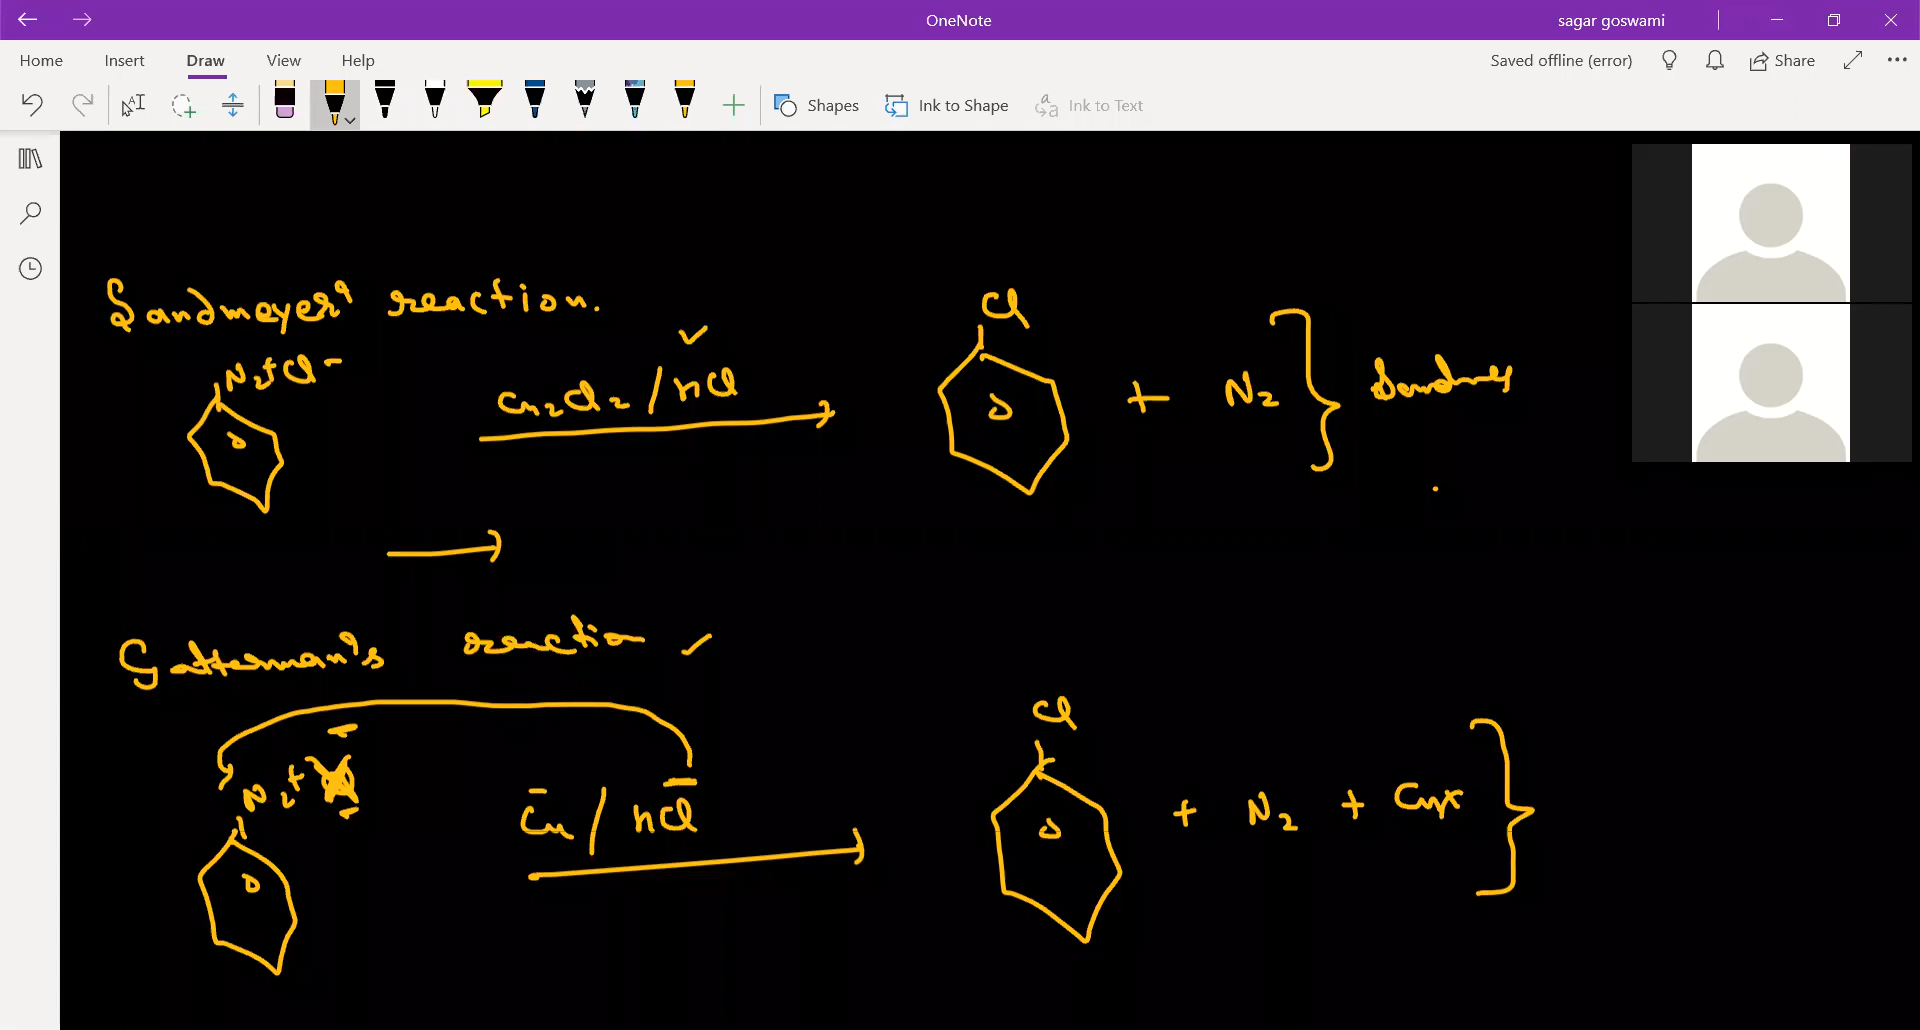 OneNote
sagar goswami
Home Insert Draw View Help
Saved offline (error) Share
Shapes Ink to Shape Ink to Text
Sandmeyer's reaction.
N₂⁺Cl⁻
Cu₂Cl₂ / HCl
Cl
+ N₂
Gatterman's reaction
N₂⁺
Cu / HCl
Cl
+ N₂ + CuX